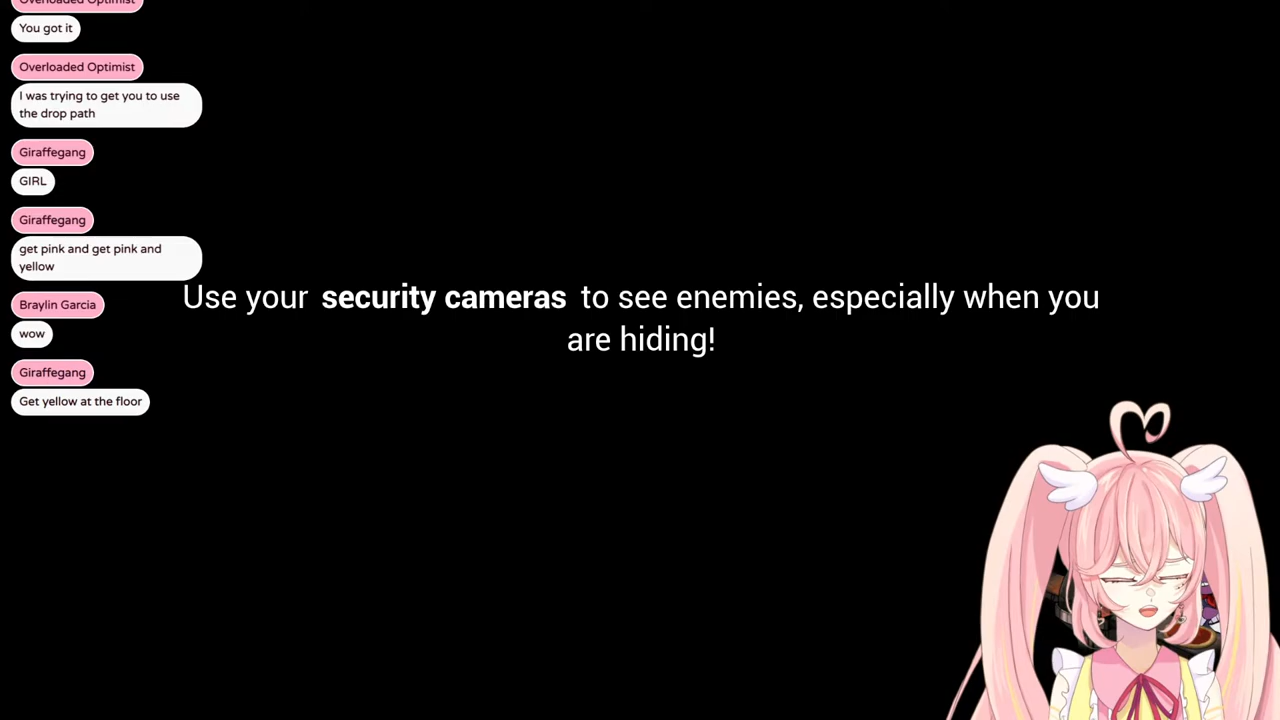 Overloaded Optimist
You got it
Overloaded Optimist
I was trying to get you to use
the drop path
Giraffegang
GIRL
Giraffegang
get pink and get pink and
yellow
Braylin Garcia
wow
Giraffegang
Get yellow at the floor
Use your security cameras to see enemies, especially when you
are hiding!